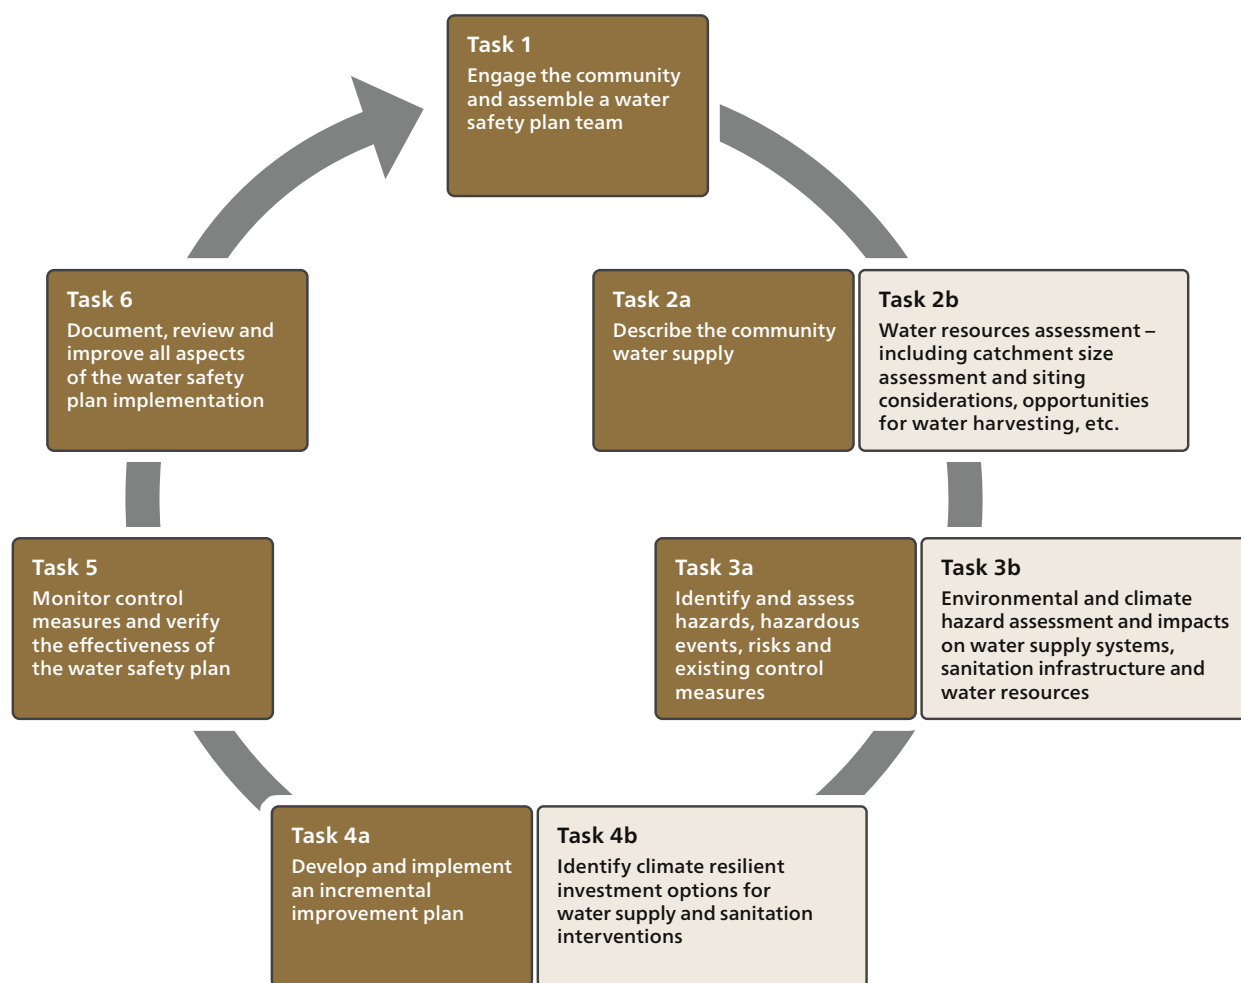 Task 1
Engage the community
and assemble a water
safety plan team
Task 2a
Describe the community
water supply
Task 2b
Water resources assessment –
including catchment size
assessment and siting
considerations, opportunities
for water harvesting, etc.
Task 3a
Identify and assess
hazards, hazardous
events, risks and
existing control
measures
Task 3b
Environmental and climate
hazard assessment and impacts
on water supply systems,
sanitation infrastructure and
water resources
Task 4a
Develop and implement
an incremental
improvement plan
Task 4b
Identify climate resilient
investment options for
water supply and sanitation
interventions
Task 5
Monitor control
measures and verify
the effectiveness of
the water safety plan
Task 6
Document, review and
improve all aspects
of the water safety
plan implementation